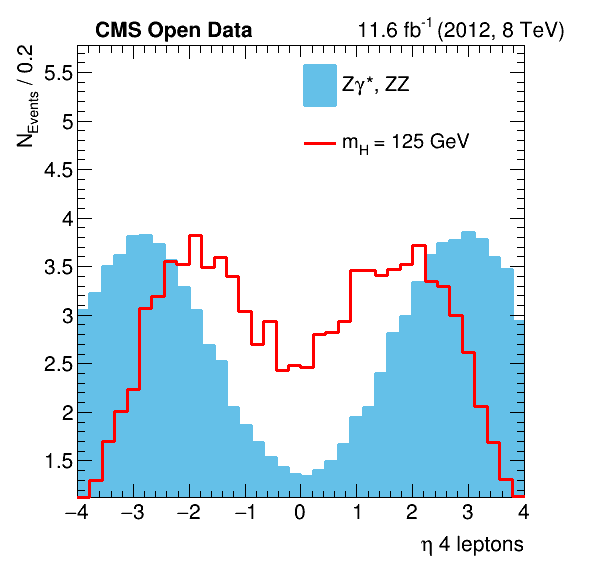 CMS Open Data
11.6 fb⁻¹ (2012, 8 TeV)
N_Events / 0.2
Zγ*, ZZ
m_H = 125 GeV
5.5
5
4.5
4
3.5
3
2.5
2
1.5
−4 −3 −2 −1 0 1 2 3 4
η 4 leptons